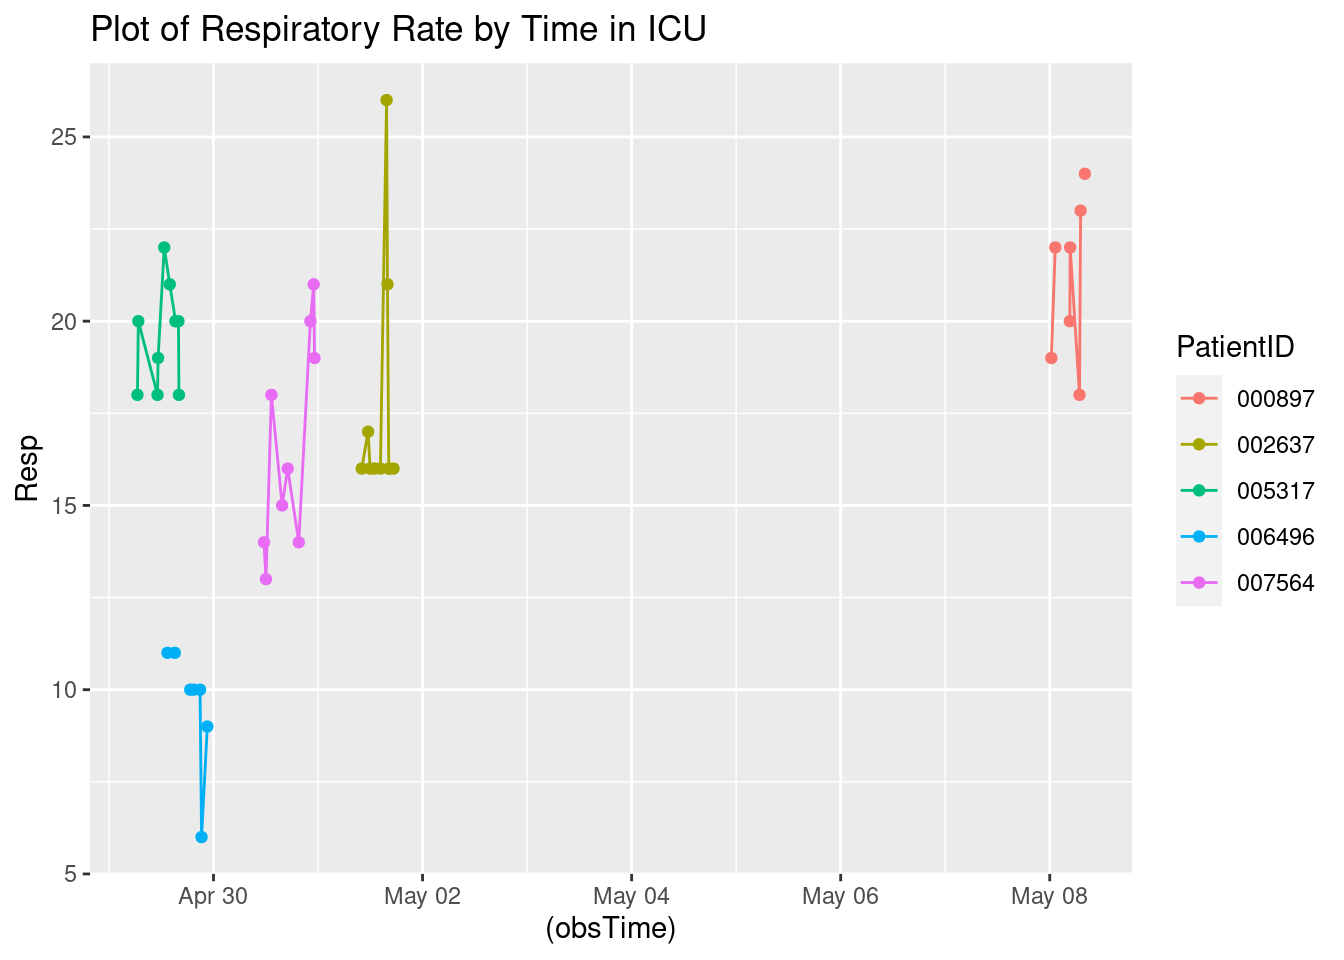 Plot of Respiratory Rate by Time in ICU
25
20
15
10
5
Resp
Apr 30
May 02
May 04
May 06
May 08
(obsTime)
PatientID
000897
002637
005317
006496
007564